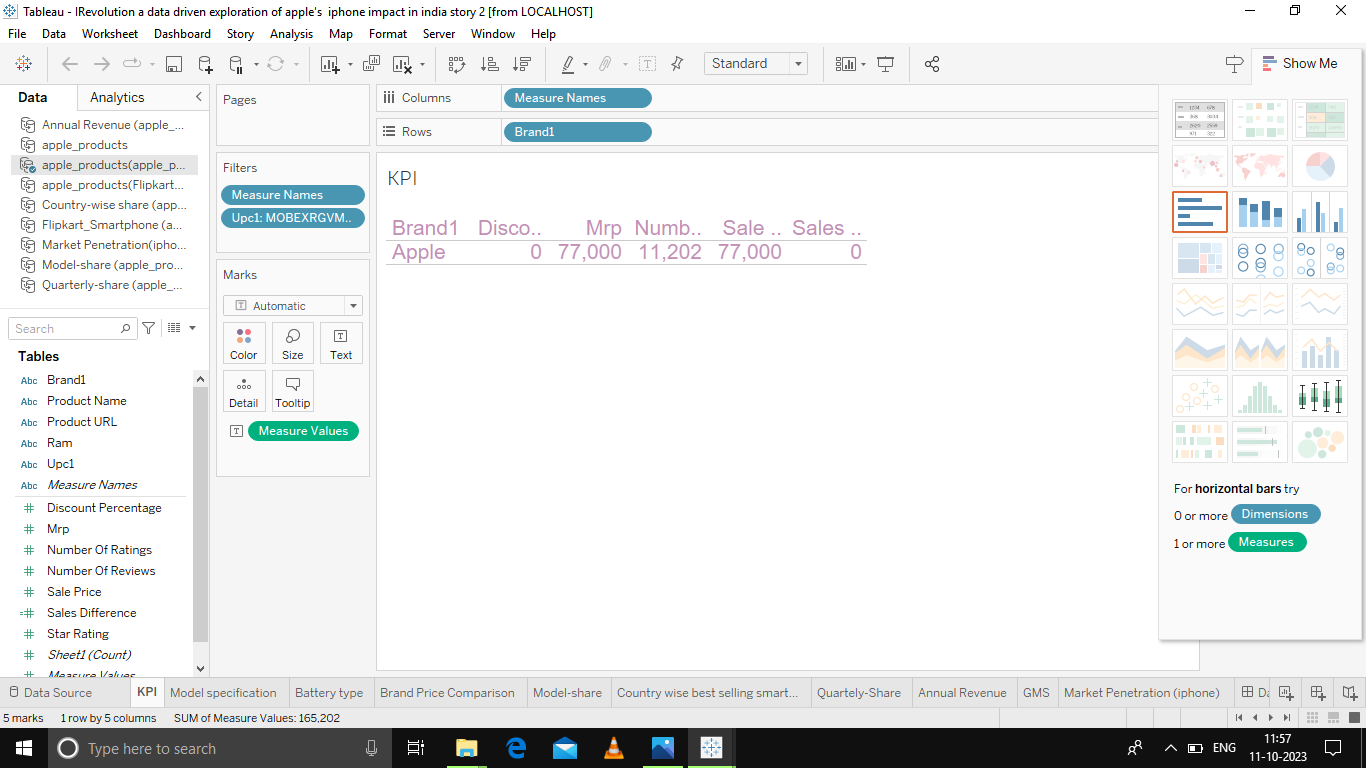 Tableau - IRevolution a data driven exploration of apple's  iphone impact in india story 2 [from LOCALHOST]
File Data Worksheet Dashboard Story Analysis Map Format Server Window Help
Standard
Show Me
Data Analytics
Annual Revenue (apple_...
apple_products
apple_products(apple_p...
apple_products(Flipkart...
Country-wise share (app...
Flipkart_Smartphone (a...
Market Penetration(ipho...
Model-share (apple_pro...
Quarterly-share (apple_...
Search
Tables
Abc Brand1
Abc Product Name
Abc Product URL
Abc Ram
Abc Upc1
Abc Measure Names
Discount Percentage
Mrp
Number Of Ratings
Number Of Reviews
Sale Price
Sales Difference
Star Rating
Sheet1 (Count)
Measure Values
Pages
Filters
Measure Names
Upc1: MOBEXRGVM..
Marks
Automatic
Color Size Text
Detail Tooltip
Measure Values
Columns Measure Names
Rows Brand1
KPI
Brand1 Disco.. Mrp Numb.. Sale .. Sales ..
Apple 0 77,000 11,202 77,000 0
For horizontal bars try
0 or more Dimensions
1 or more Measures
Data Source KPI Model specification Battery type Brand Price Comparison Model-share Country wise best selling smart... Quartely-Share Annual Revenue GMS Market Penetration (iphone) Da
5 marks 1 row by 5 columns SUM of Measure Values: 165,202
Type here to search
ENG
11:57
11-10-2023